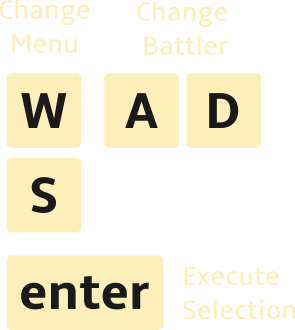 Change
Menu
Change
Battler
W A D
S
enter
Execute
Selection